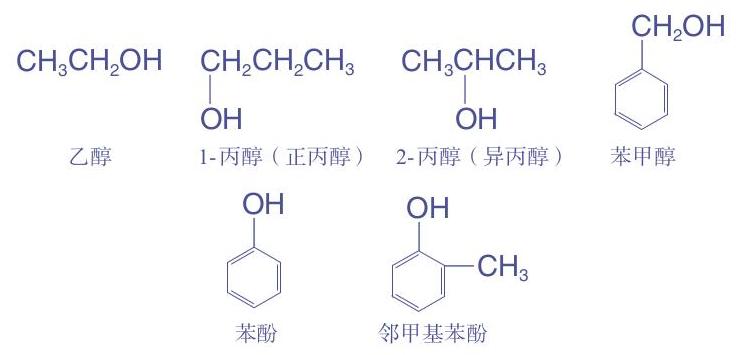 CH₂OH
CH₃CH₂OH CH₂CH₂CH₃ CH₃CHCH₃
OH OH
乙醇 1-丙醇（正丙醇） 2-丙醇（异丙醇） 苯甲醇
OH OH
CH₃
苯酚 邻甲基苯酚